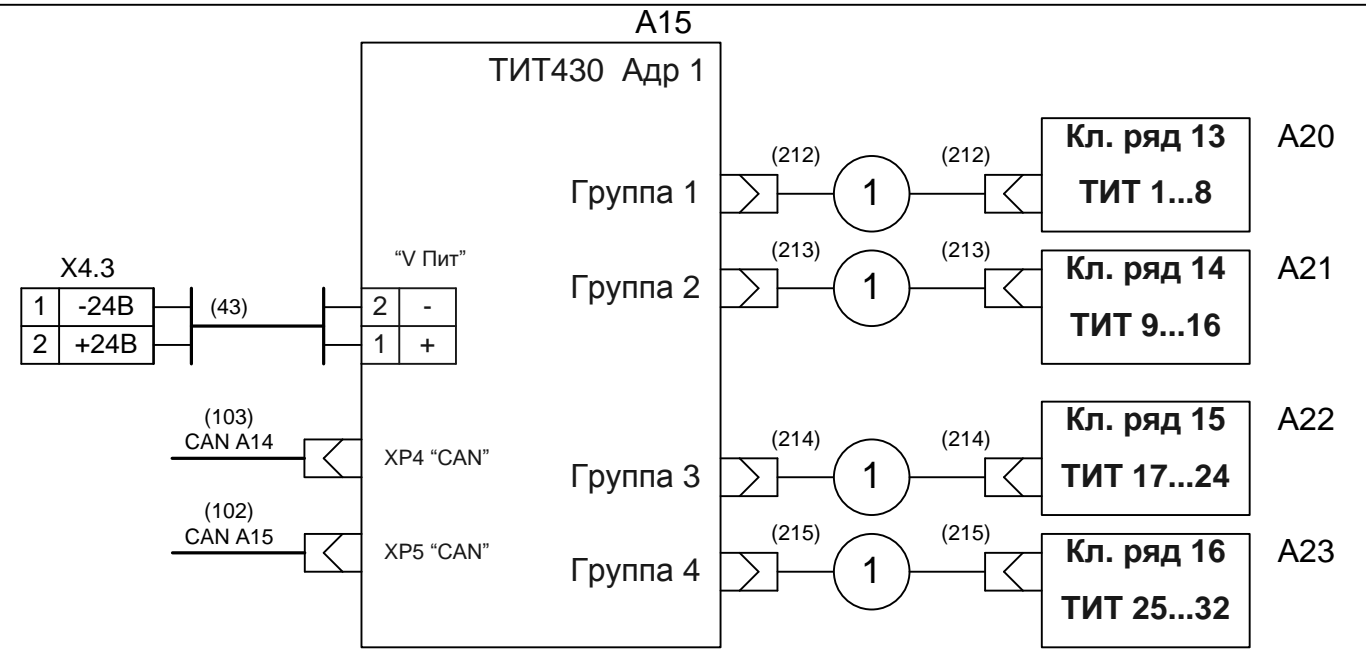 A15
ТИТ430 Адр 1
(212)
(212)
Кл. ряд 13
A20
Группа 1
1
ТИТ 1...8
(213)
(213)
"V Пит"
Кл. ряд 14
A21
X4.3
Группа 2
1
1 -24В
(43)
2 -
ТИТ 9...16
2 +24В
1 +
(103)
CAN A14
XP4 "CAN"
(214)
(214)
Кл. ряд 15
A22
Группа 3
1
ТИТ 17...24
(102)
CAN A15
XP5 "CAN"
(215)
(215)
Кл. ряд 16
A23
Группа 4
1
ТИТ 25...32